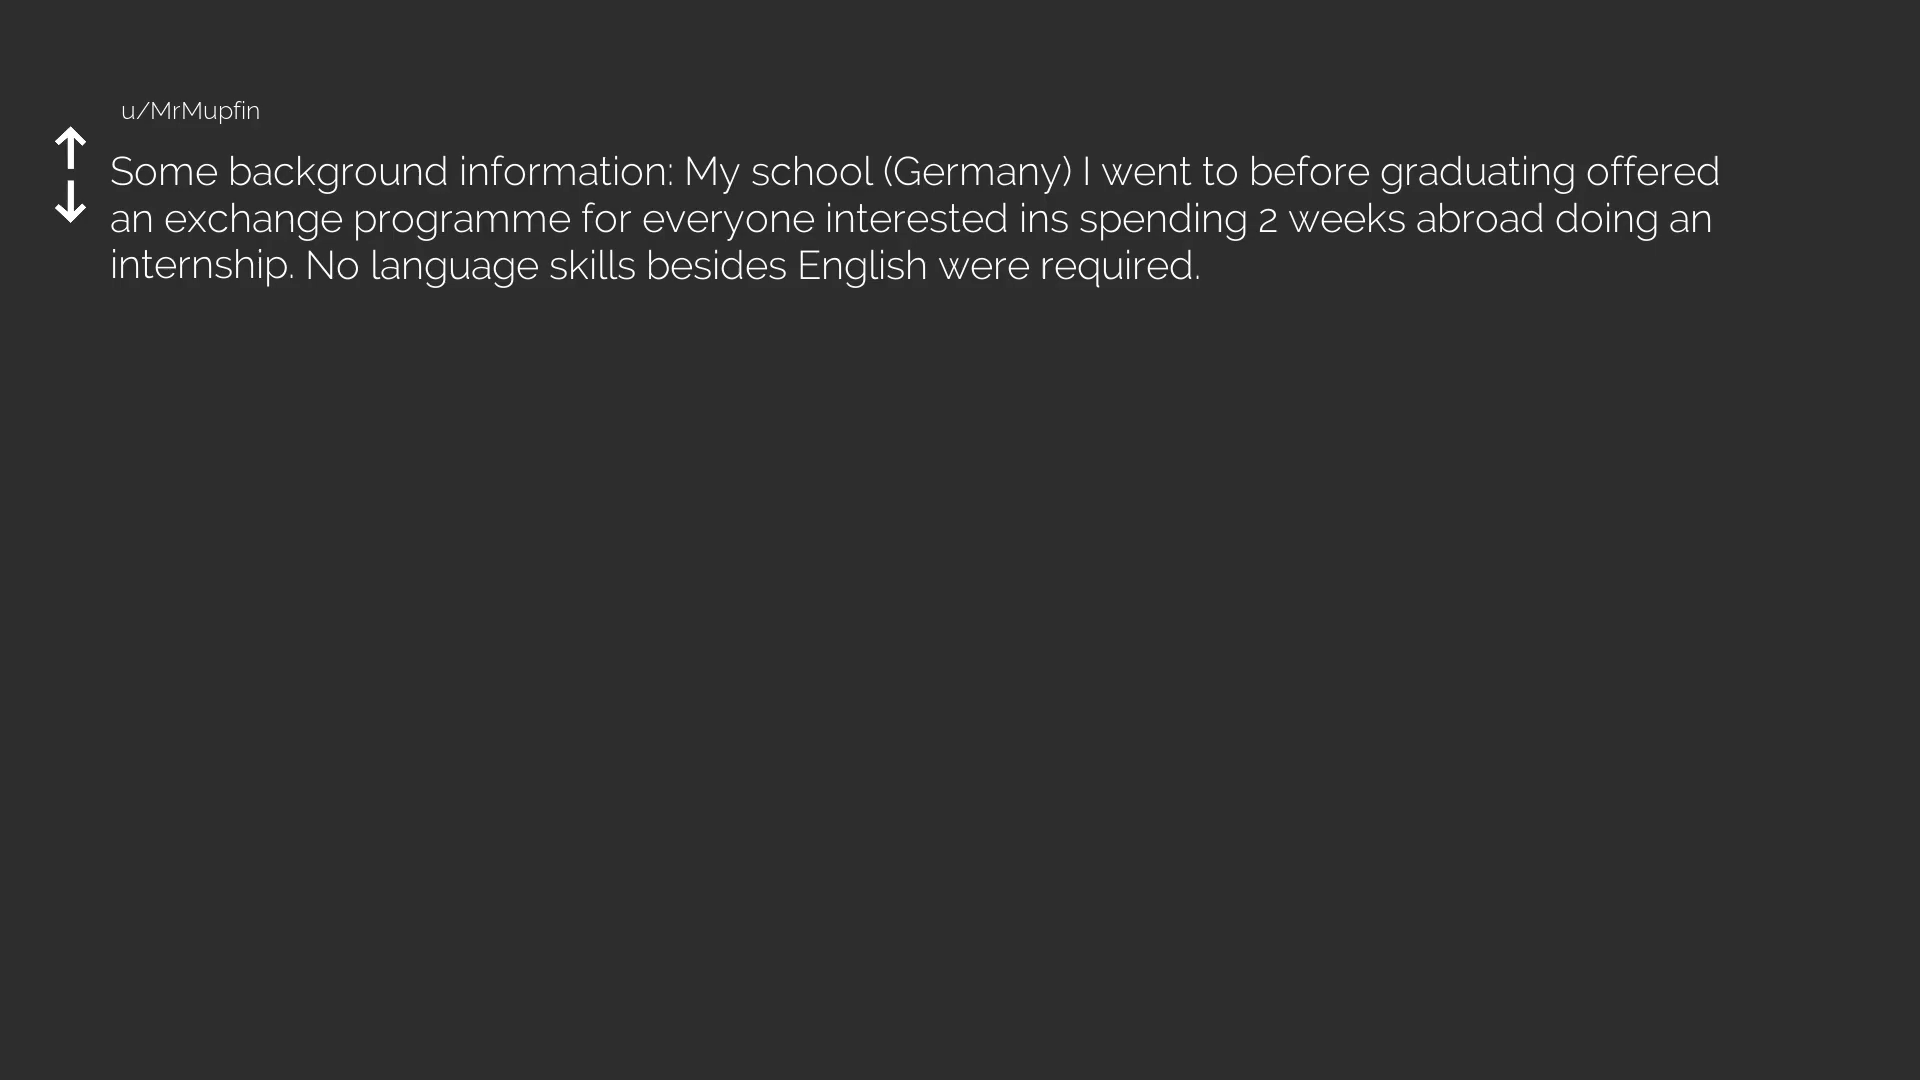 u/MrMupfin
Some background information: My school (Germany) I went to before graduating offered
an exchange programme for everyone interested ins spending 2 weeks abroad doing an
internship. No language skills besides English were required.